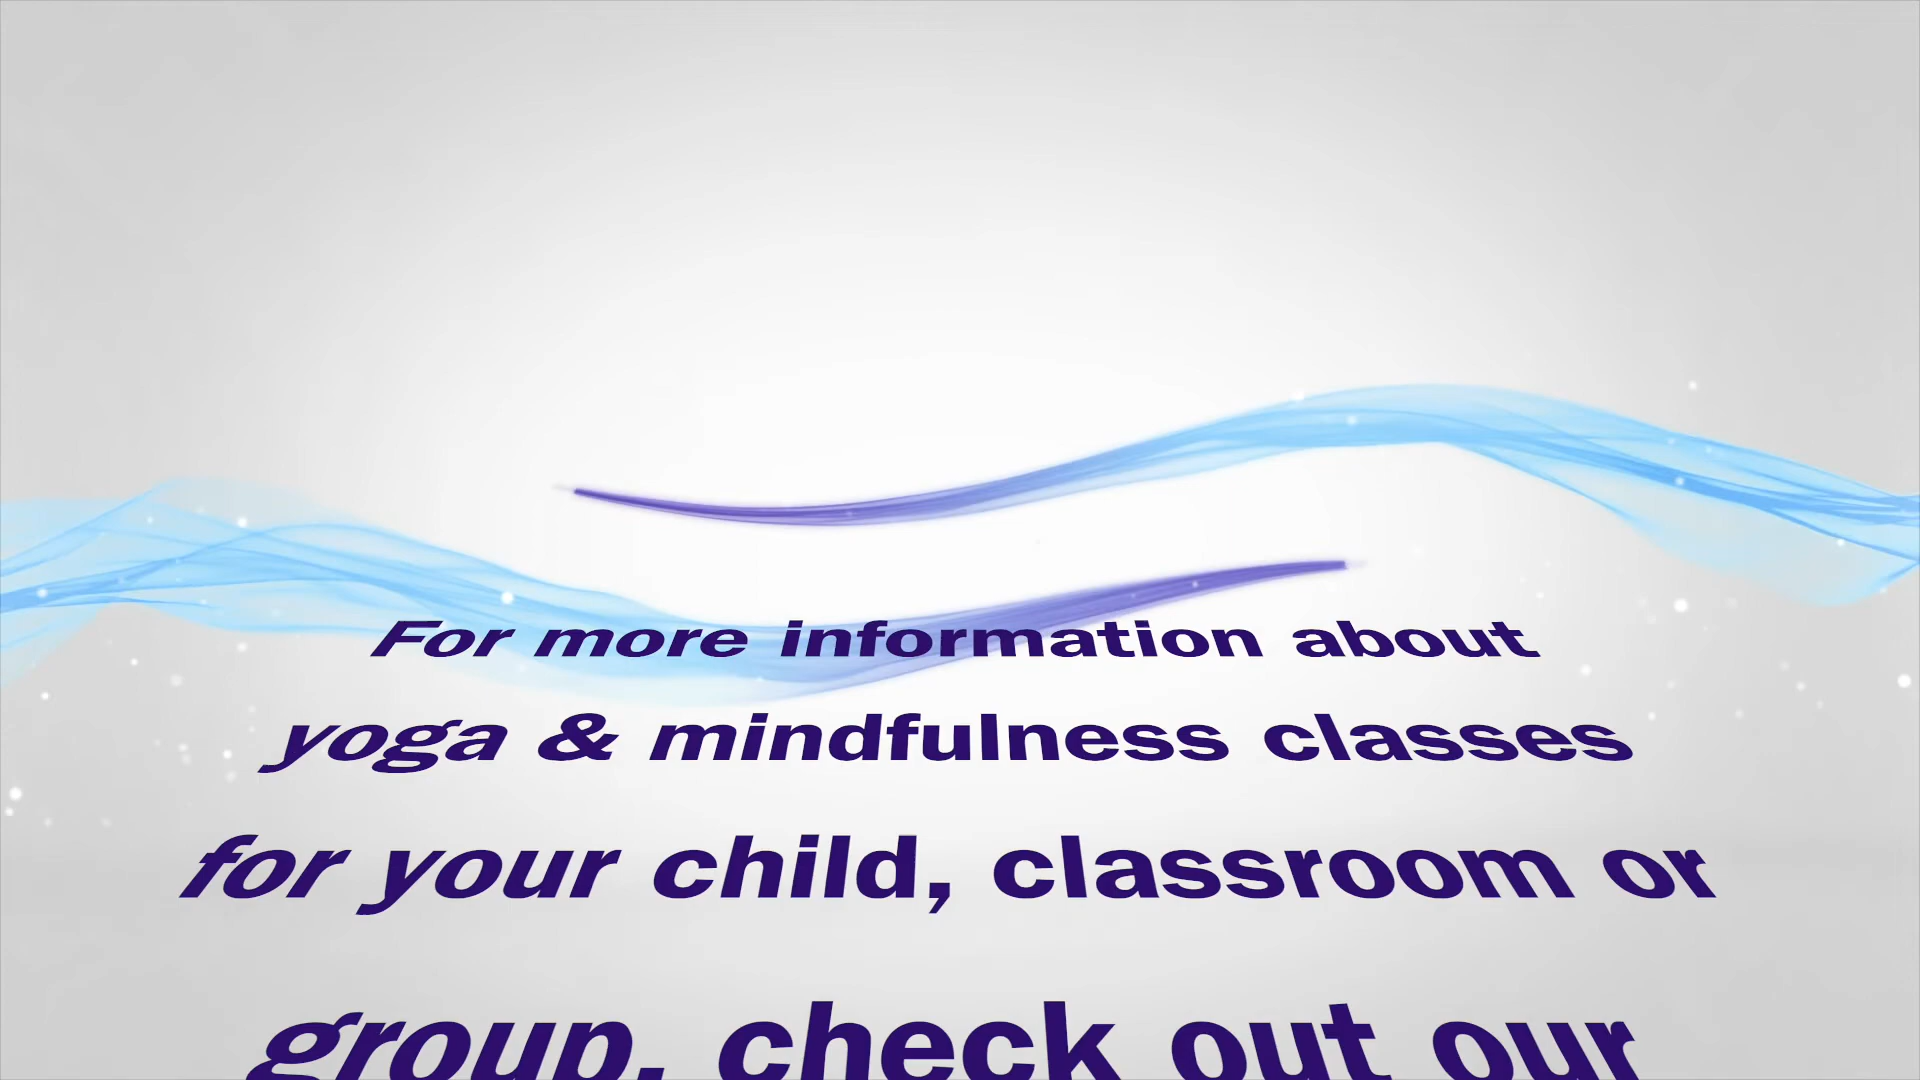 For more information about
yoga & mindfulness classes
for your child, classroom or
group, check out our